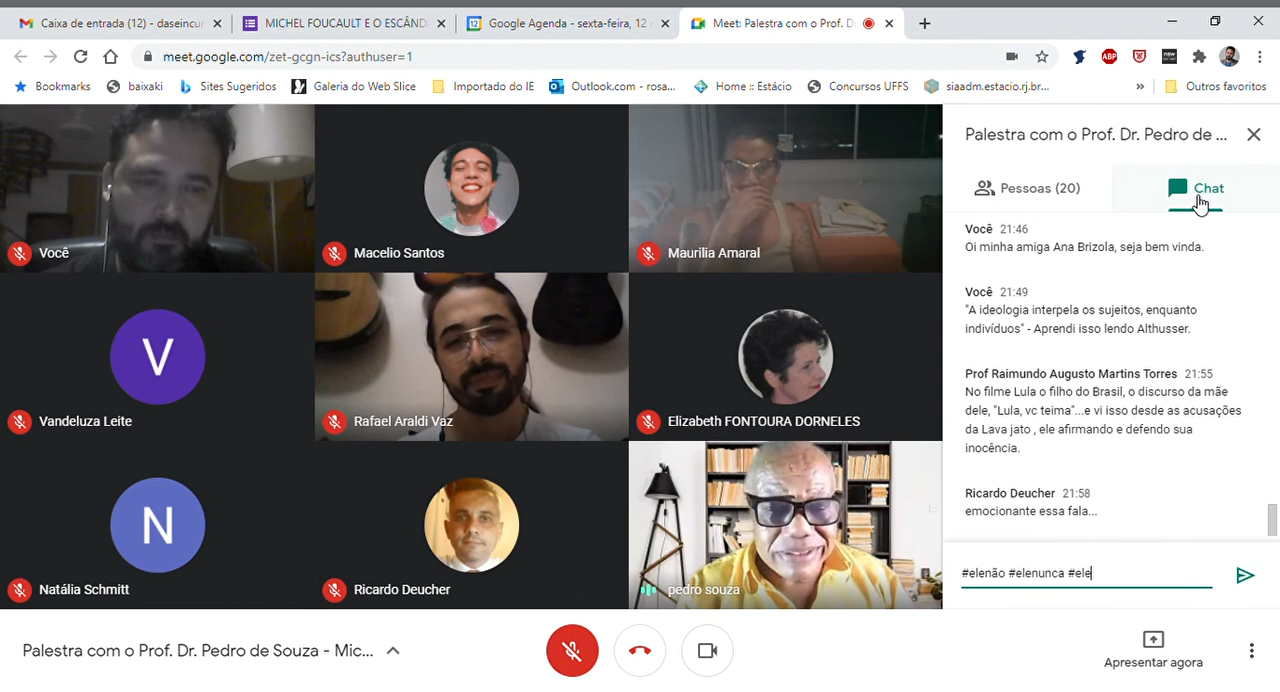 Caixa de entrada (12) - daseincur
MICHEL FOUCAULT E O ESCÂND
Google Agenda - sexta-feira, 12 d
Meet: Palestra com o Prof. D
meet.google.com/zet-gcgn-ics?authuser=1
ABP
Bookmarks
baixaki
Sites Sugeridos
Galeria do Web Slice
Importado do IE
Outlook.com - rosa...
Home :: Estácio
Concursos UFFS
siaadm.estacio.rj.br...
»
Outros favoritos
Você
Macelio Santos
Maurilia Amaral
V
Vandeluza Leite
Rafael Araldi Vaz
Elizabeth FONTOURA DORNELES
N
Natália Schmitt
Ricardo Deucher
pedro souza
Palestra com o Prof. Dr. Pedro de ...
Pessoas (20)
Chat
Você 21:46
Oi minha amiga Ana Brizola, seja bem vinda.
Você 21:49
"A ideologia interpela os sujeitos, enquanto
indivíduos" - Aprendi isso lendo Althusser.
Prof Raimundo Augusto Martins Torres 21:55
No filme Lula o filho do Brasil, o discurso da mãe
dele, "Lula, vc teima"...e vi isso desde as acusações
da Lava jato , ele afirmando e defendo sua
inocência.
Ricardo Deucher 21:58
emocionante essa fala...
#elenão #elenunca #ele
Palestra com o Prof. Dr. Pedro de Souza - Mic...
Apresentar agora